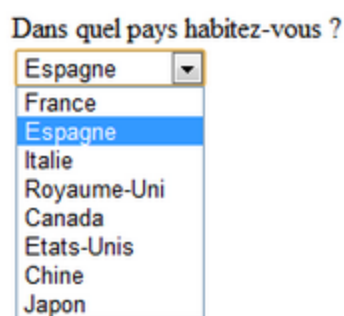 Dans quel pays habitez-vous ?
Espagne
France
Espagne
Italie
Royaume-Uni
Canada
Etats-Unis
Chine
Japon